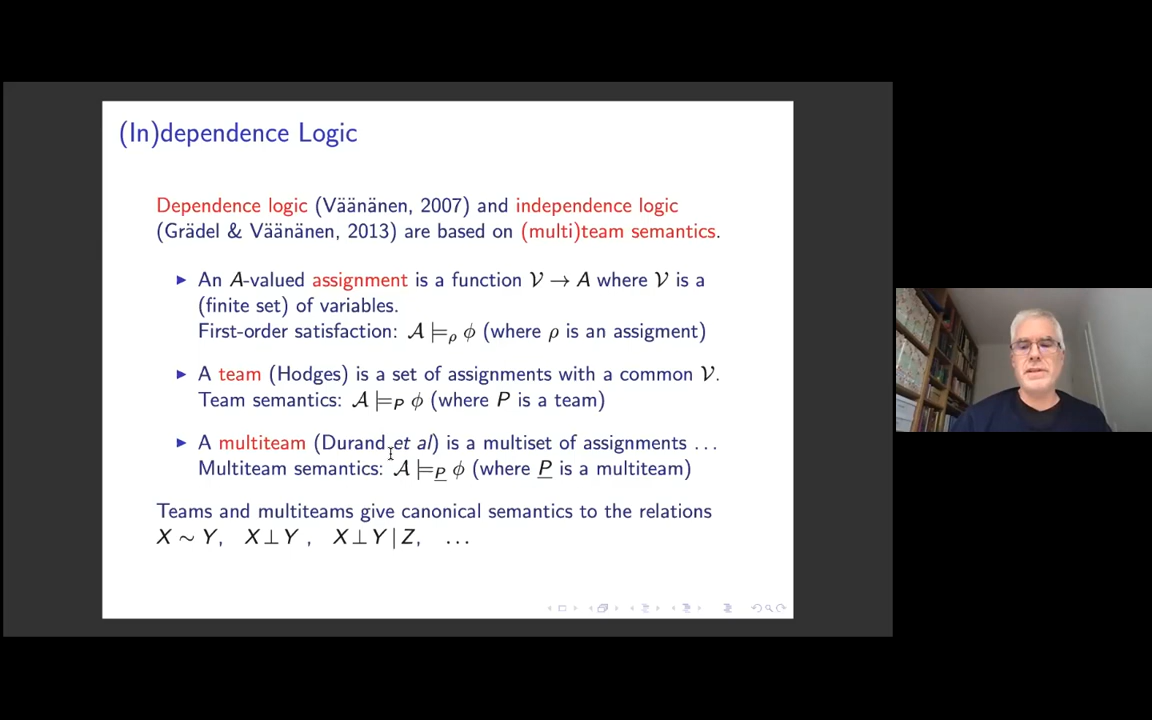 (In)dependence Logic
Dependence logic (Väänänen, 2007) and independence logic
(Grädel & Väänänen, 2013) are based on (multi)team semantics.
▶ An A-valued assignment is a function 𝒱 → A where 𝒱 is a
(finite set) of variables.
First-order satisfaction: 𝒜 ⊨ρ ϕ (where ρ is an assigment)
▶ A team (Hodges) is a set of assignments with a common 𝒱.
Team semantics: 𝒜 ⊨P ϕ (where P is a team)
▶ A multiteam (Durand et al) is a multiset of assignments ...
Multiteam semantics: 𝒜 ⊨P̲ ϕ (where P̲ is a multiteam)
Teams and multiteams give canonical semantics to the relations
X ∼ Y, X⊥Y , X⊥Y | Z, ...